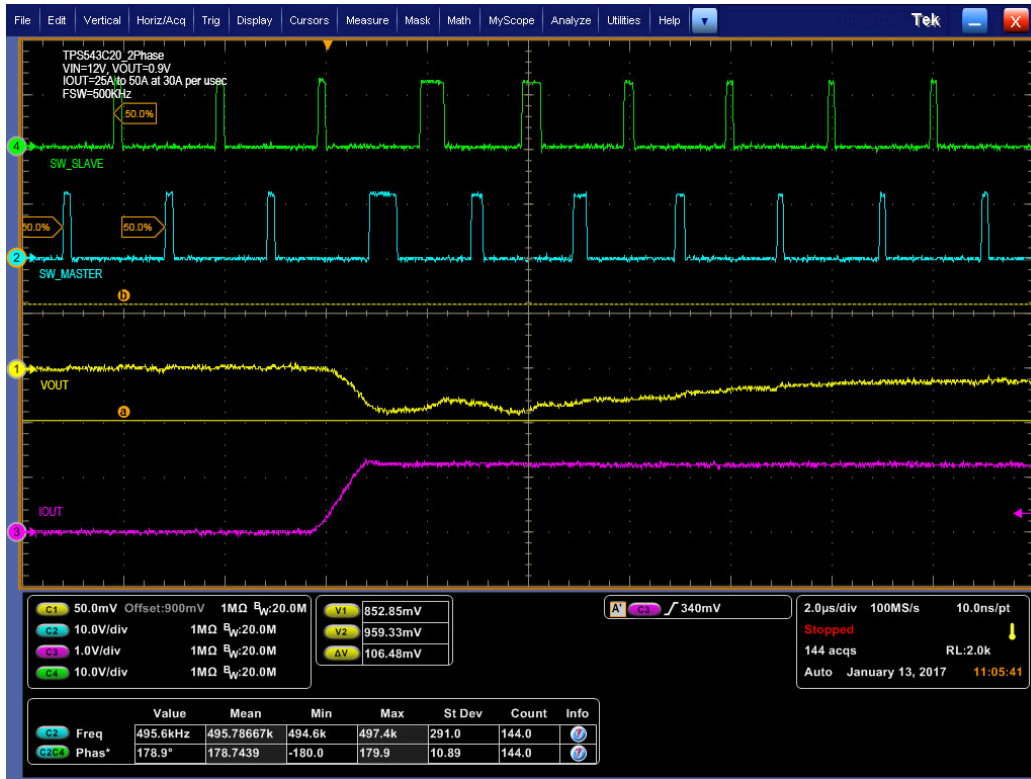 File Edit Vertical Horiz/Acq Trig Display Cursors Measure Mask Math MyScope Analyze Utilities Help Tek X
TPS543C20_2Phase
VIN=12V, VOUT=0.9V
IOUT=25A to 50A at 30A per usec
FSW=500KHz
50.0%
4
SW_SLAVE
50.0% 50.0%
2
SW_MASTER
b
1
VOUT
a
IOUT
3
C1 50.0mV Offset:900mV 1MΩ BW:20.0M
C2 10.0V/div 1MΩ BW:20.0M
C3 1.0V/div 1MΩ BW:20.0M
C4 10.0V/div 1MΩ BW:20.0M
V1 852.85mV
V2 959.33mV
ΔV 106.48mV
A' C3 340mV
2.0µs/div 100MS/s 10.0ns/pt
Stopped
144 acqs RL:2.0k
Auto January 13, 2017 11:05:41
Value Mean Min Max St Dev Count Info
C2 Freq 495.6kHz 495.78667k 494.6k 497.4k 291.0 144.0
C2C4 Phas* 178.9° 178.7439 -180.0 179.9 10.89 144.0